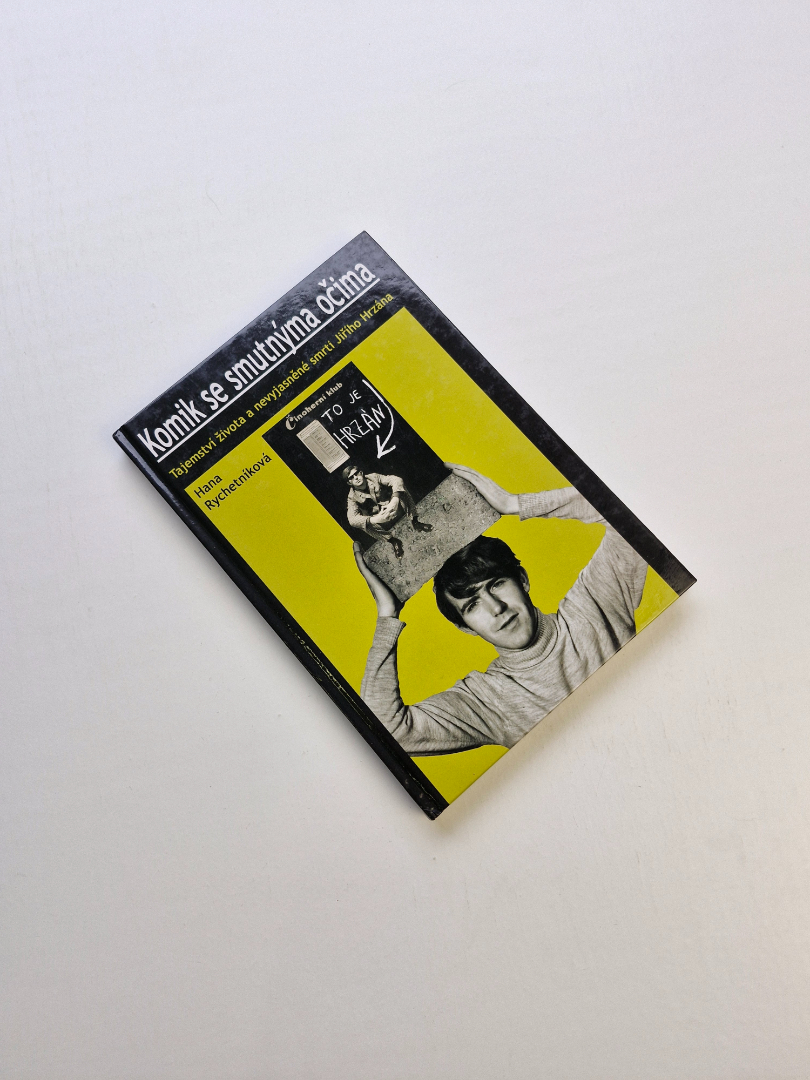 Komik se smutnýma očima
Tajemství života a nevyjasněné smrti Jiřího Hrzána
Hana
Rychetníková
Činoherní klub
TO JE
HRZÁN